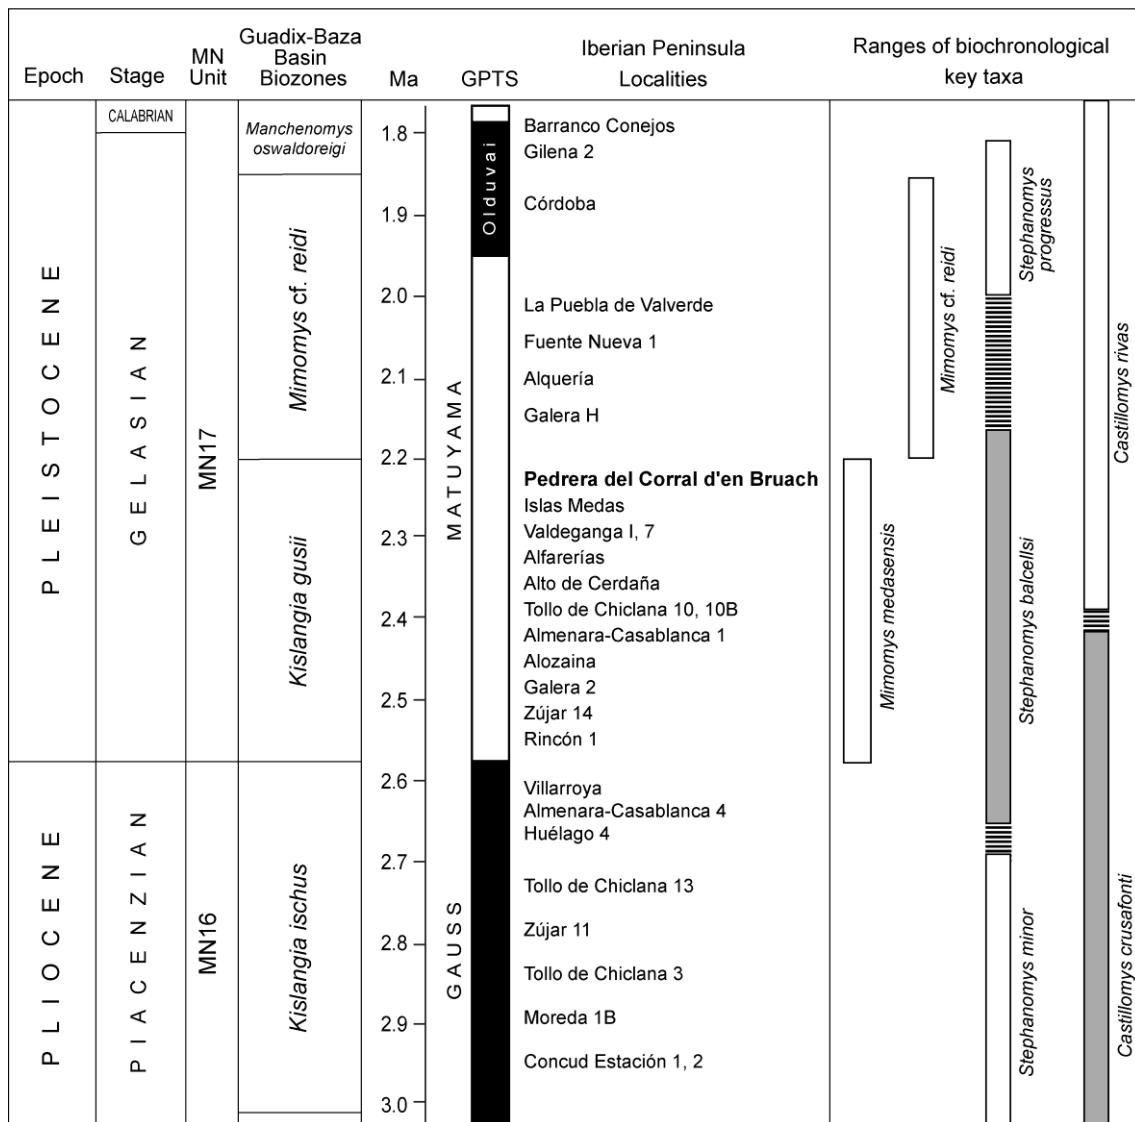 Epoch
Stage
MN
Unit
Guadix-Baza
Basin
Biozones
Ma
GPTS
Iberian Peninsula
Localities
Ranges of biochronological
key taxa
PLEISTOCENE
PLIOCENE
CALABRIAN
GELASIAN
PIACENZIAN
MN17
MN16
Manchenomys
oswaldoreigi
Mimomys cf. reidi
Kislangia gusii
Kislangia ischus
1.8
1.9
2.0
2.1
2.2
2.3
2.4
2.5
2.6
2.7
2.8
2.9
3.0
MATUYAMA
GAUSS
Olduvai
Barranco Conejos
Gilena 2
Córdoba
La Puebla de Valverde
Fuente Nueva 1
Alquería
Galera H
Pedrera del Corral d'en Bruach
Islas Medas
Valdeganga I, 7
Alfarerías
Alto de Cerdaña
Tollo de Chiclana 10, 10B
Almenara-Casablanca 1
Alozaina
Galera 2
Zújar 14
Rincón 1
Villarroya
Almenara-Casablanca 4
Huélago 4
Tollo de Chiclana 13
Zújar 11
Tollo de Chiclana 3
Moreda 1B
Concud Estación 1, 2
Mimomys medasensis
Mimomys cf. reidi
Stephanomys
progressus
Stephanomys balcellsi
Stephanomys minor
Castillomys rivas
Castillomys crusafonti